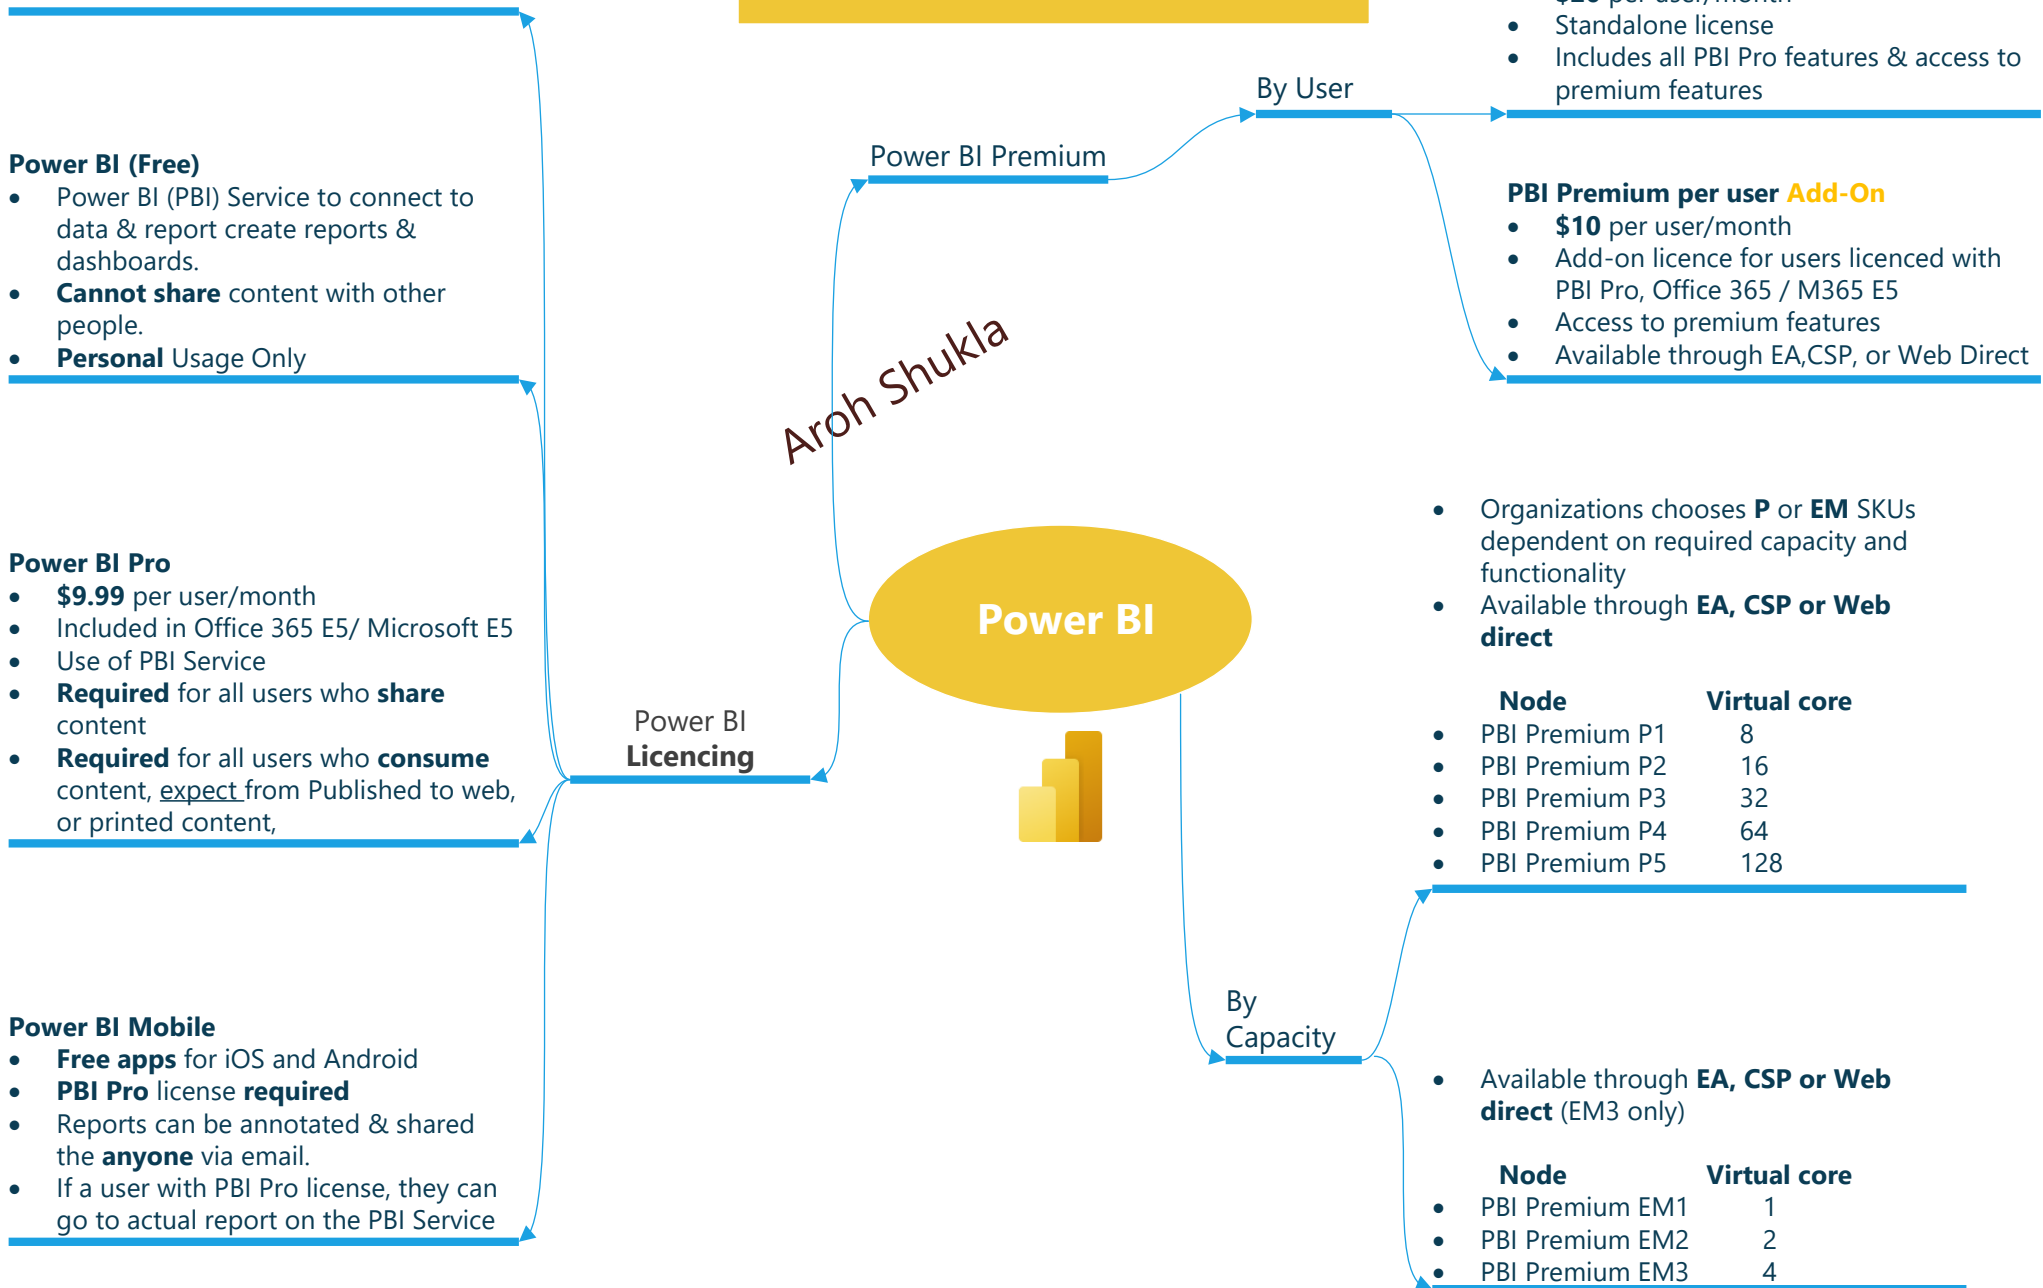 $20 per user/month
• Standalone license
• Includes all PBI Pro features & access to
premium features
By User
Power BI Premium
Power BI (Free)
• Power BI (PBI) Service to connect to
data & report create reports &
dashboards.
• Cannot share content with other
people.
• Personal Usage Only
PBI Premium per user Add-On
• $10 per user/month
• Add-on licence for users licenced with
PBI Pro, Office 365 / M365 E5
• Access to premium features
• Available through EA,CSP, or Web Direct
Aroh Shukla
Power BI
Power BI Pro
• $9.99 per user/month
• Included in Office 365 E5/ Microsoft E5
• Use of PBI Service
• Required for all users who share
content
• Required for all users who consume
content, expect from Published to web,
or printed content,
Power BI
Licencing
• Organizations chooses P or EM SKUs
dependent on required capacity and
functionality
• Available through EA, CSP or Web
direct
Node Virtual core
• PBI Premium P1 8
• PBI Premium P2 16
• PBI Premium P3 32
• PBI Premium P4 64
• PBI Premium P5 128
By
Capacity
Power BI Mobile
• Free apps for iOS and Android
• PBI Pro license required
• Reports can be annotated & shared
the anyone via email.
• If a user with PBI Pro license, they can
go to actual report on the PBI Service
• Available through EA, CSP or Web
direct (EM3 only)
Node Virtual core
• PBI Premium EM1 1
• PBI Premium EM2 2
• PBI Premium EM3 4